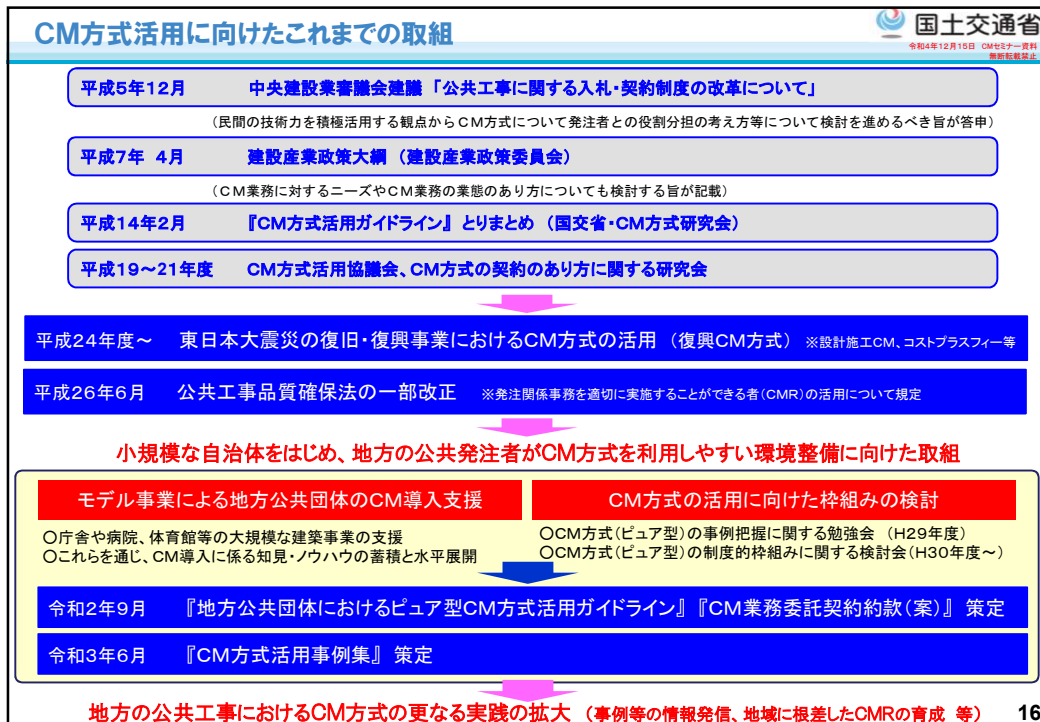 CM方式活用に向けたこれまでの取組
国土交通省
令和4年12月15日 CMセミナー資料
無断転載禁止
平成5年12月 中央建設業審議会建議「公共工事に関する入札・契約制度の改革について」
(民間の技術力を積極活用する観点からCM方式について発注者との役割分担の考え方等について検討を進めるべき旨が答申)
平成7年 4月 建設産業政策大綱 (建設産業政策委員会)
(CM業務に対するニーズやCM業務の業態のあり方についても検討する旨が記載)
平成14年2月 『CM方式活用ガイドライン』とりまとめ (国交省・CM方式研究会)
平成19～21年度 CM方式活用協議会、CM方式の契約のあり方に関する研究会
平成24年度～ 東日本大震災の復旧・復興事業におけるCM方式の活用 (復興CM方式) ※設計施工CM、コストプラスフィー等
平成26年6月 公共工事品質確保法の一部改正 ※発注関係事務を適切に実施することができる者(CMR)の活用について規定
小規模な自治体をはじめ、地方の公共発注者がCM方式を利用しやすい環境整備に向けた取組
モデル事業による地方公共団体のCM導入支援
〇庁舎や病院、体育館等の大規模な建築事業の支援
〇これらを通じ、CM導入に係る知見・ノウハウの蓄積と水平展開
CM方式の活用に向けた枠組みの検討
〇CM方式(ピュア型)の事例把握に関する勉強会 (H29年度)
〇CM方式(ピュア型)の制度的枠組みに関する検討会(H30年度～)
令和2年9月 『地方公共団体におけるピュア型CM方式活用ガイドライン』『CM業務委託契約約款(案)』 策定
令和3年6月 『CM方式活用事例集』 策定
地方の公共工事におけるCM方式の更なる実践の拡大 (事例等の情報発信、地域に根差したCMRの育成 等)
16